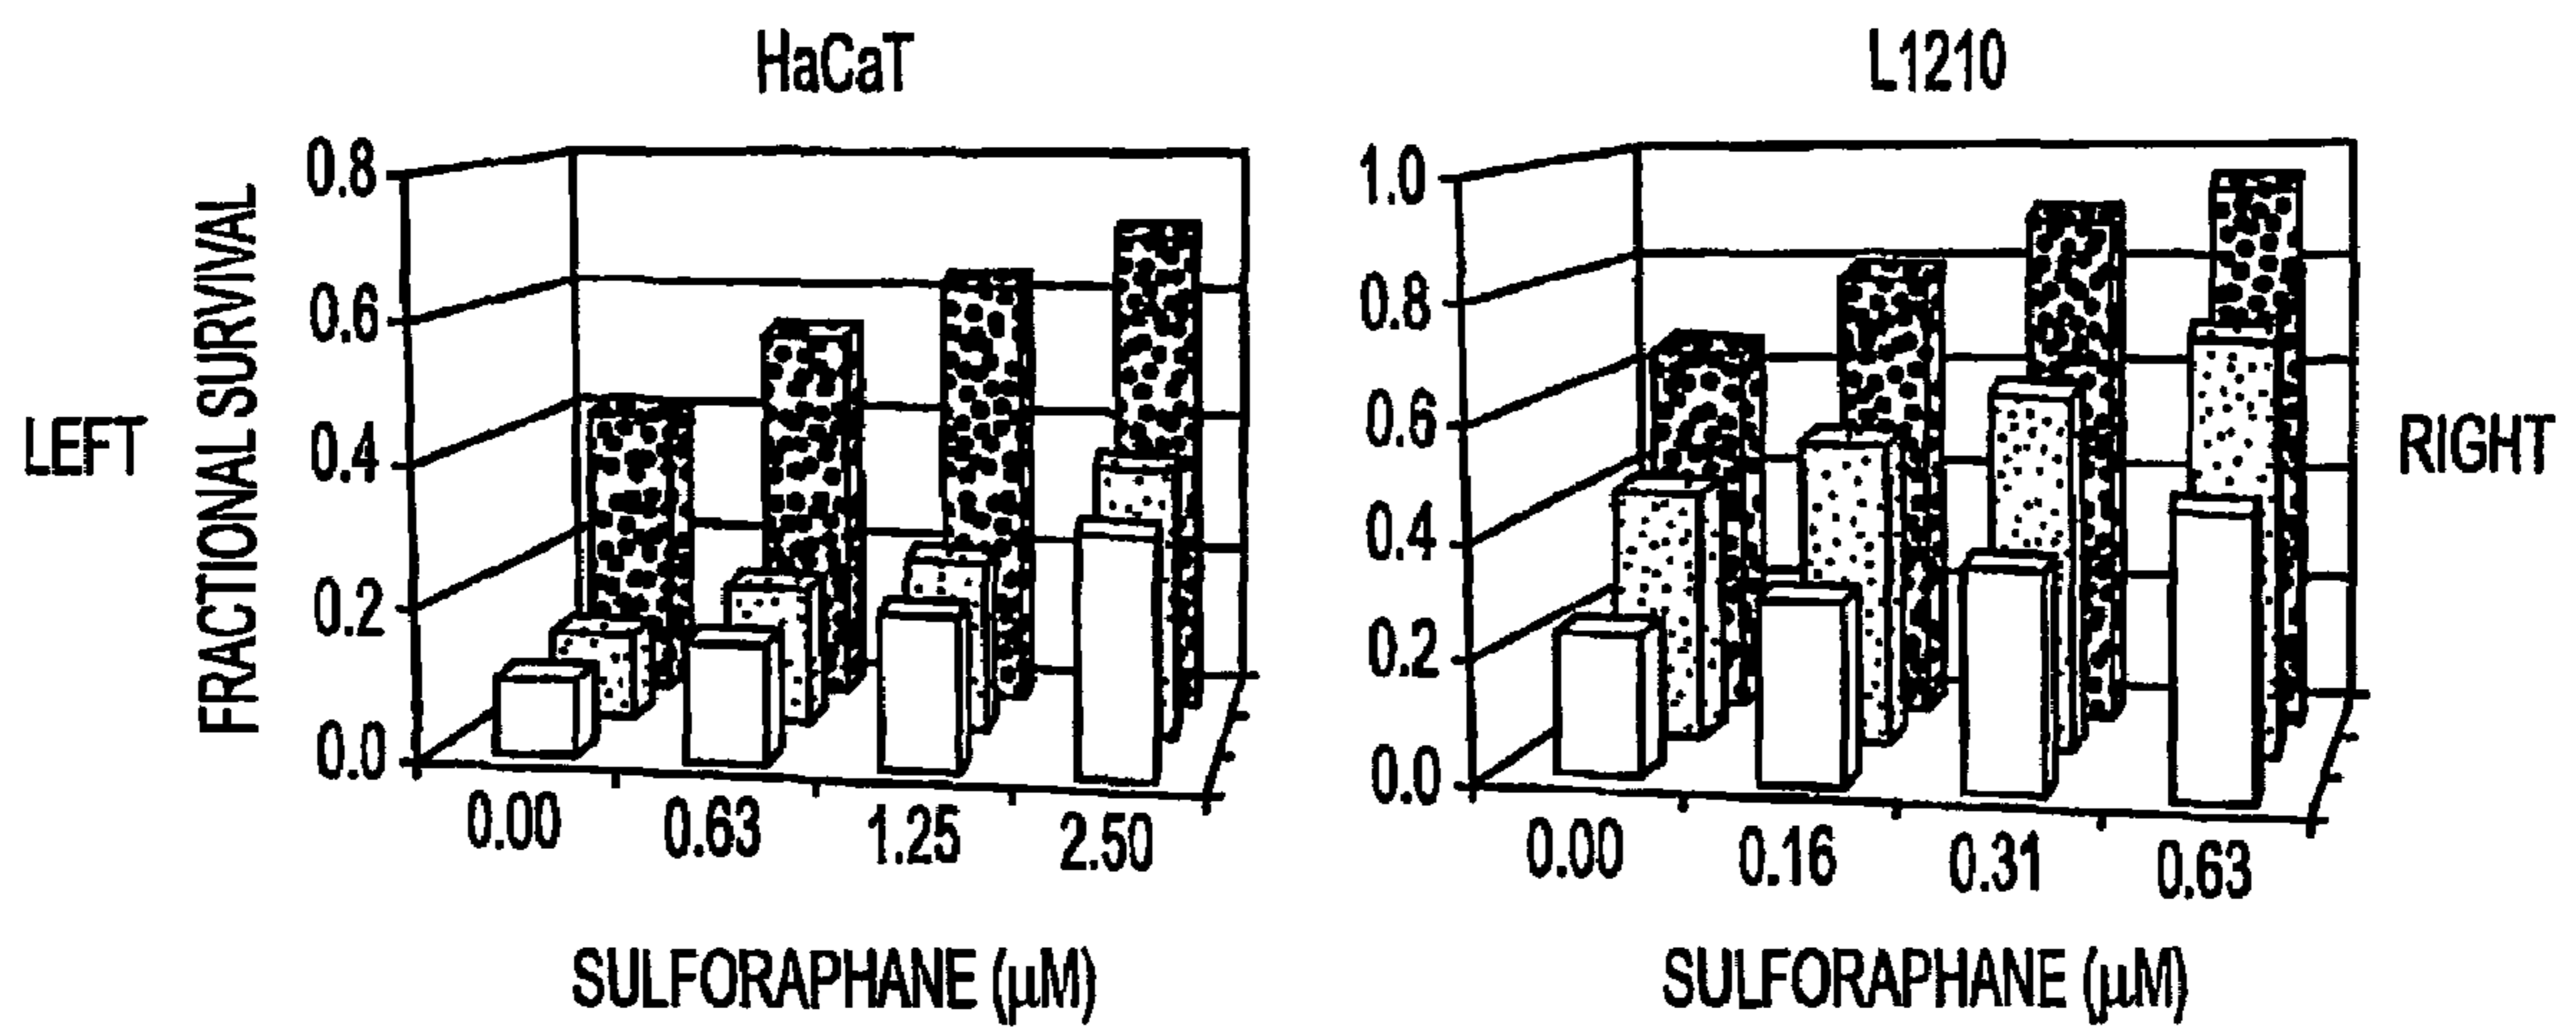 HaCaT
L1210
LEFT
FRACTIONAL SURVIVAL
0.8
0.6
0.4
0.2
0.0
0.00
0.63
1.25
2.50
SULFORAPHANE (μM)
1.0
0.8
0.6
0.4
0.2
0.0
0.00
0.16
0.31
0.63
SULFORAPHANE (μM)
RIGHT